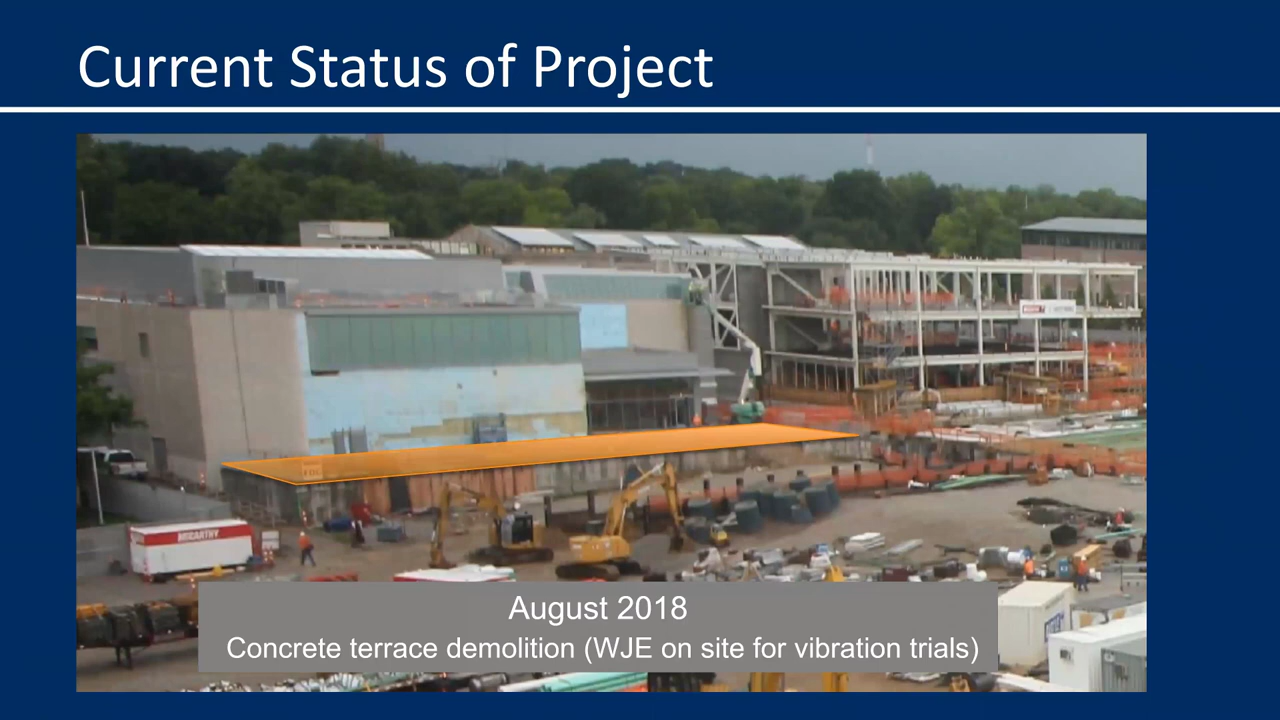 Current Status of Project
McCARTHY
August 2018
Concrete terrace demolition (WJE on site for vibration trials)